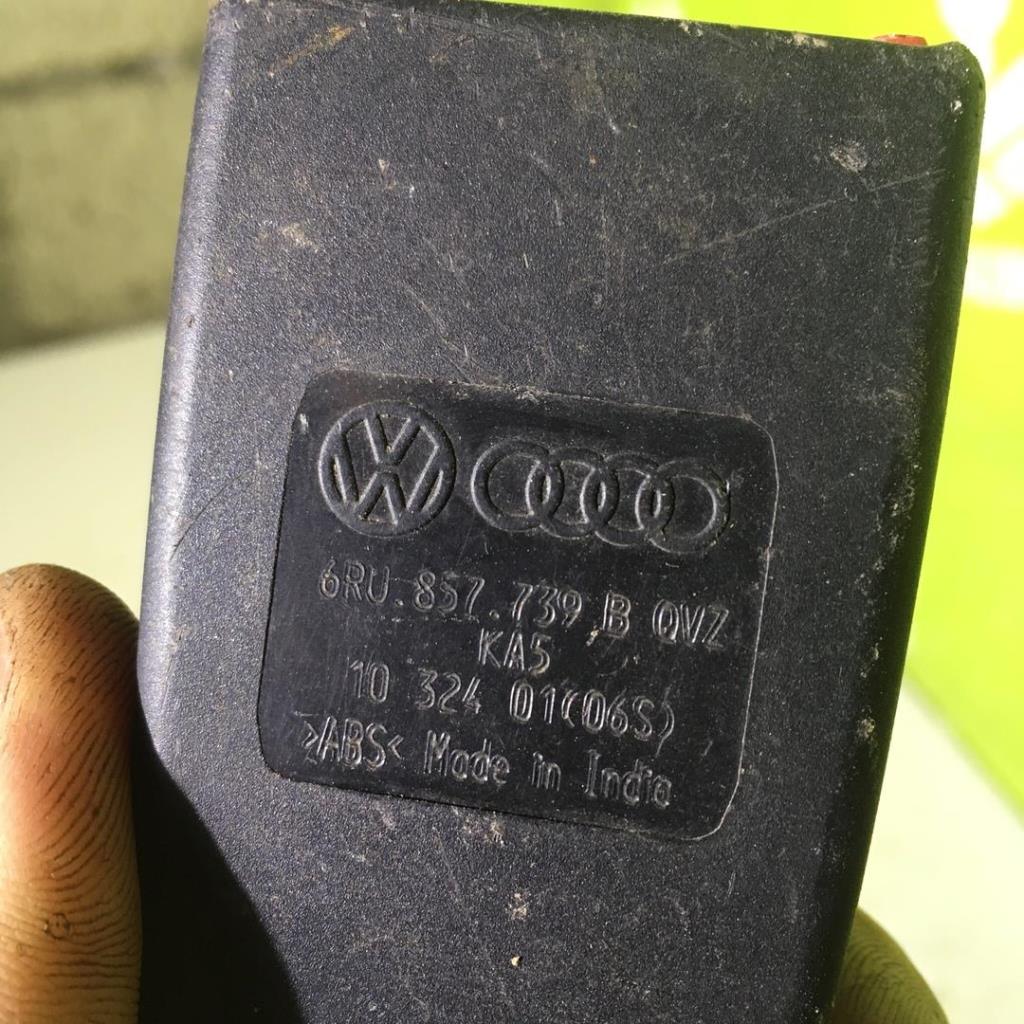 6RU.857.739 B QVZ
KA5
10 324 01(06S)
>ABS< Made in India